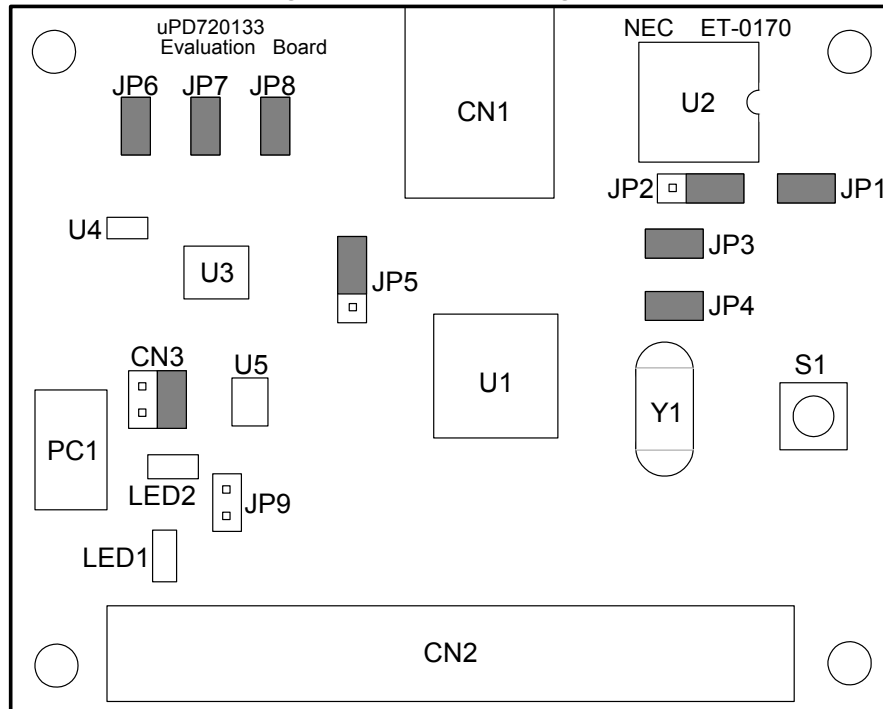 uPD720133
Evaluation Board
NEC ET-0170
JP6 JP7 JP8
CN1
U2
JP2
JP1
U4
JP3
U3
JP5
JP4
CN3
U5
U1
Y1
S1
PC1
LED2
JP9
LED1
CN2